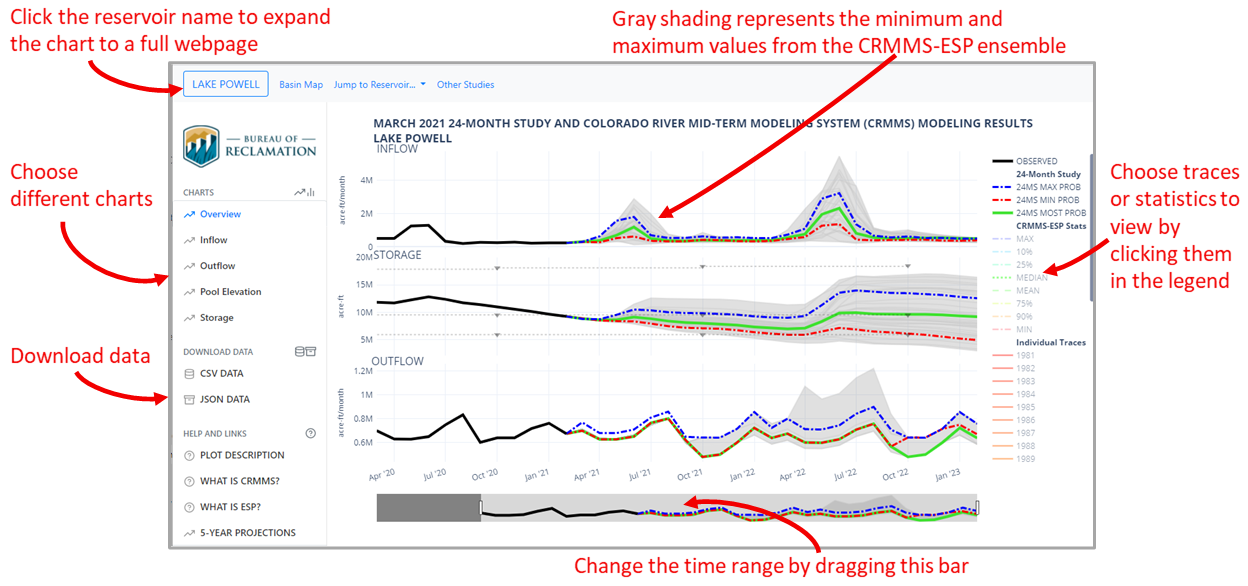 Click the reservoir name to expand
the chart to a full webpage
Gray shading represents the minimum and
maximum values from the CRMMS-ESP ensemble
LAKE POWELL
Basin Map
Jump to Reservoir...
Other Studies
BUREAU OF
RECLAMATION
Choose
different charts
CHARTS
Overview
Inflow
Outflow
Pool Elevation
Storage
Download data
DOWNLOAD DATA
CSV DATA
JSON DATA
HELP AND LINKS
PLOT DESCRIPTION
WHAT IS CRMMS?
WHAT IS ESP?
5-YEAR PROJECTIONS
MARCH 2021 24-MONTH STUDY AND COLORADO RIVER MID-TERM MODELING SYSTEM (CRMMS) MODELING RESULTS
LAKE POWELL
INFLOW
acre-ft/month
4M
2M
0
STORAGE
acre-ft
20M
15M
10M
5M
OUTFLOW
acre-ft/month
1.2M
1M
0.8M
0.6M
Apr '20
Jul '20
Oct '20
Jan '21
Apr '21
Jul '21
Oct '21
Jan '22
Apr '22
Jul '22
Oct '22
Jan '23
OBSERVED
24-Month Study
24MS MAX PROB
24MS MIN PROB
24MS MOST PROB
CRMMS-ESP Stats
MAX
10%
25%
MEDIAN
MEAN
75%
90%
MIN
Individual Traces
1981
1982
1983
1984
1985
1986
1987
1988
1989
Choose traces
or statistics to
view by
clicking them
in the legend
Change the time range by dragging this bar